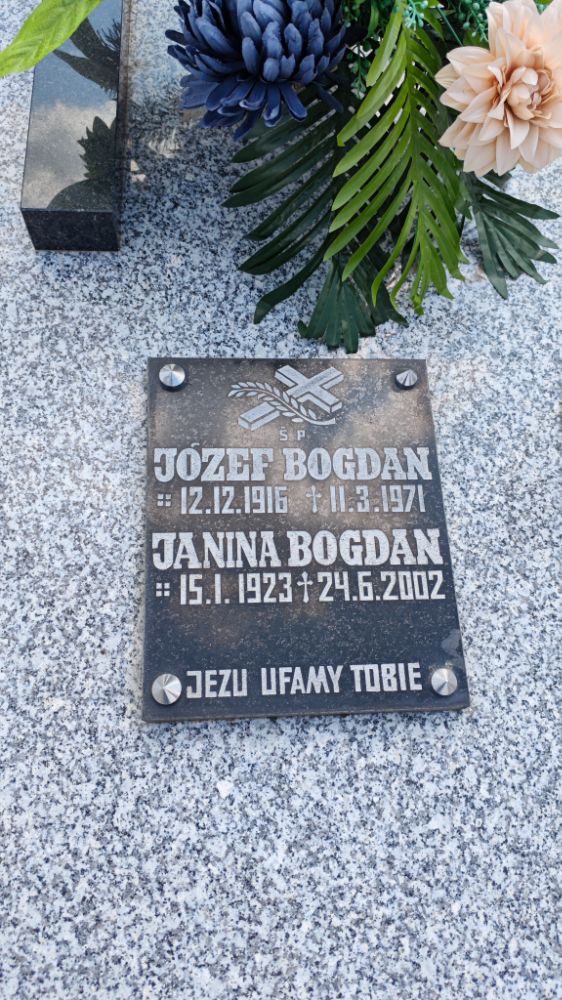 Ś P
JÓZEF BOGDAN
12.12.1916 † 11.3.1971
JANINA BOGDAN
15.1.1923 † 24.6.2002
JEZU UFAMY TOBIE